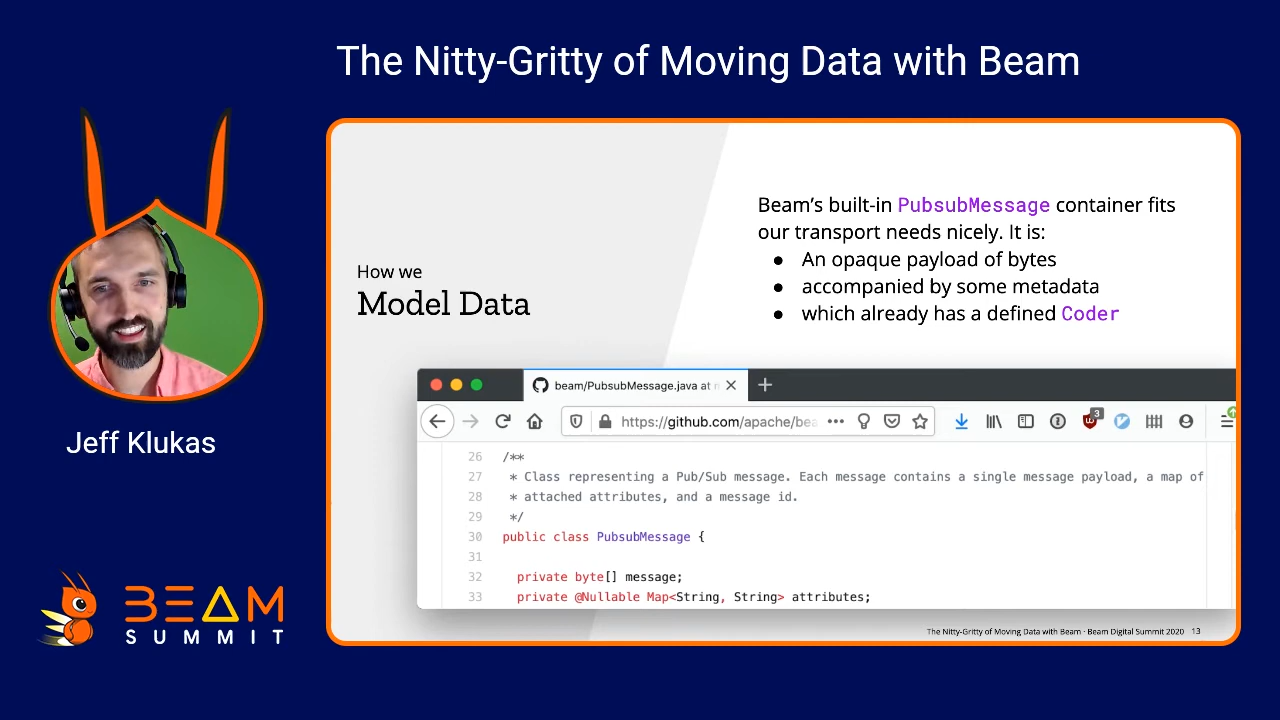 The Nitty-Gritty of Moving Data with Beam
Jeff Klukas
BEAM
SUMMIT
How we
Model Data
Beam's built-in PubsubMessage container fits
our transport needs nicely. It is:
● An opaque payload of bytes
● accompanied by some metadata
● which already has a defined Coder
beam/PubsubMessage.java at
https://github.com/apache/bea
3
26 /**
27 * Class representing a Pub/Sub message. Each message contains a single message payload, a map of
28 * attached attributes, and a message id.
29 */
30 public class PubsubMessage {
31
32 private byte[] message;
33 private @Nullable Map<String, String> attributes;
The Nitty-Gritty of Moving Data with Beam · Beam Digital Summit 2020 13